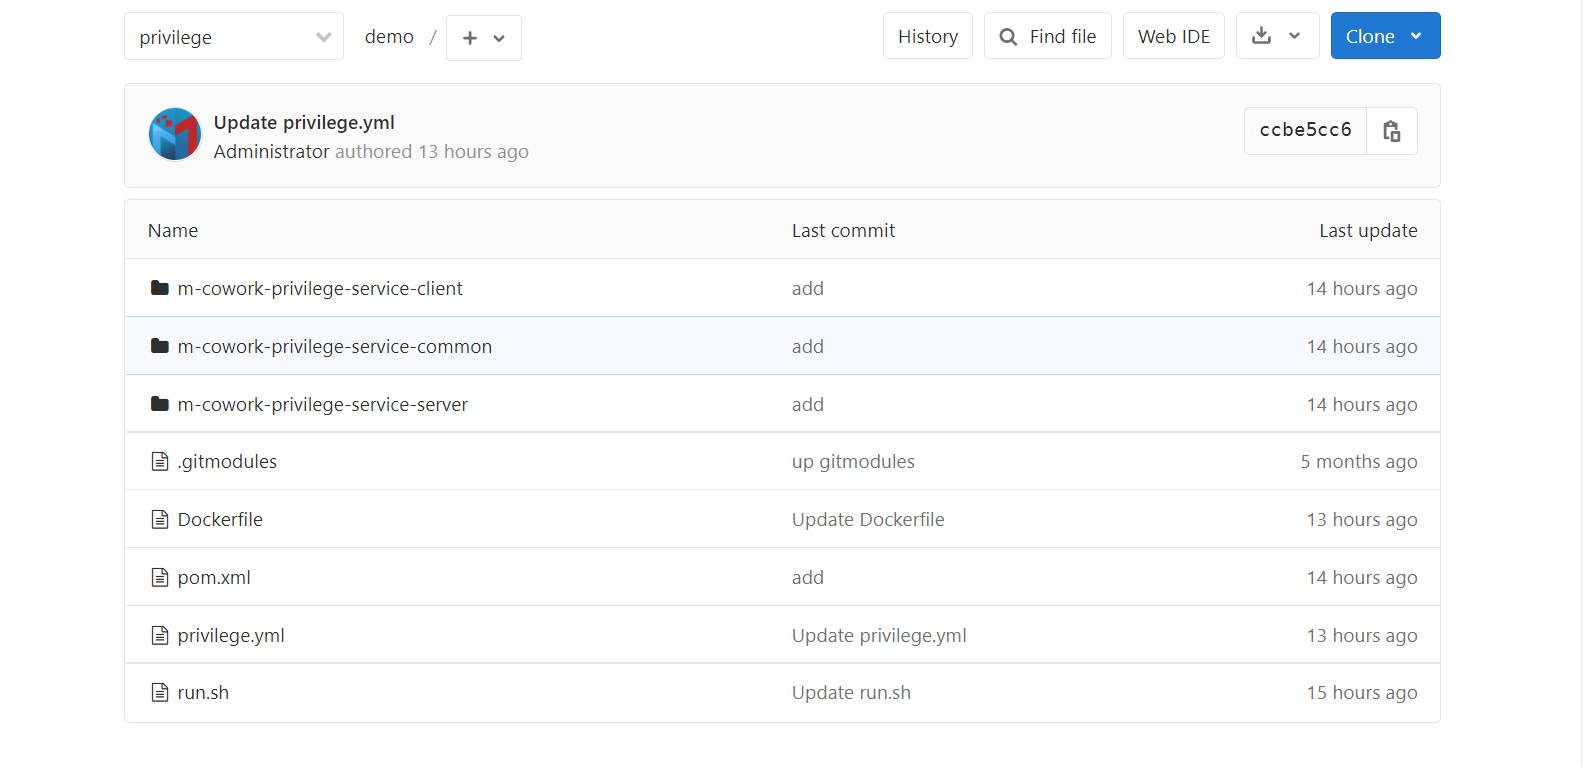 privilege demo / + History Find file Web IDE Clone
Update privilege.yml
Administrator authored 13 hours ago
ccbe5cc6
Name Last commit Last update
m-cowork-privilege-service-client add 14 hours ago
m-cowork-privilege-service-common add 14 hours ago
m-cowork-privilege-service-server add 14 hours ago
.gitmodules up gitmodules 5 months ago
Dockerfile Update Dockerfile 13 hours ago
pom.xml add 14 hours ago
privilege.yml Update privilege.yml 13 hours ago
run.sh Update run.sh 15 hours ago